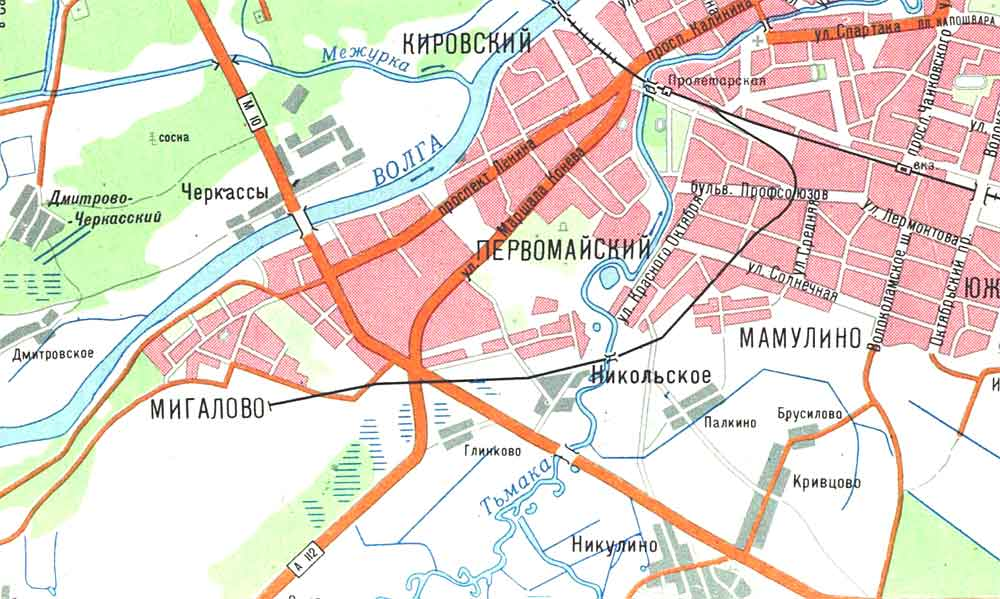 просп. Калинина
ул. Спартака
пл. КАПОШВАРА
КИРОВСКИЙ
Межурка
Пролетарская
просп. Чайковского
М 10
сосна
ВОЛГА
проспект Ленина
ул. Маршала Конева
вкз.
Черкассы
Дмитрово-
-Черкасский
бульв. Профсоюзов
ул. Лермонтова
ПЕРВОМАЙСКИЙ
ул. Красного Октября
ул. Средняя
ул. Солнечная
Волоколамское ш.
Октябрьский пр.
ЮЖ
Дмитровское
МАМУЛИНО
МИГАЛОВО
Никольское
Палкино
Брусилово
Глинково
Кривцово
Тьмака
Никулино
А 112